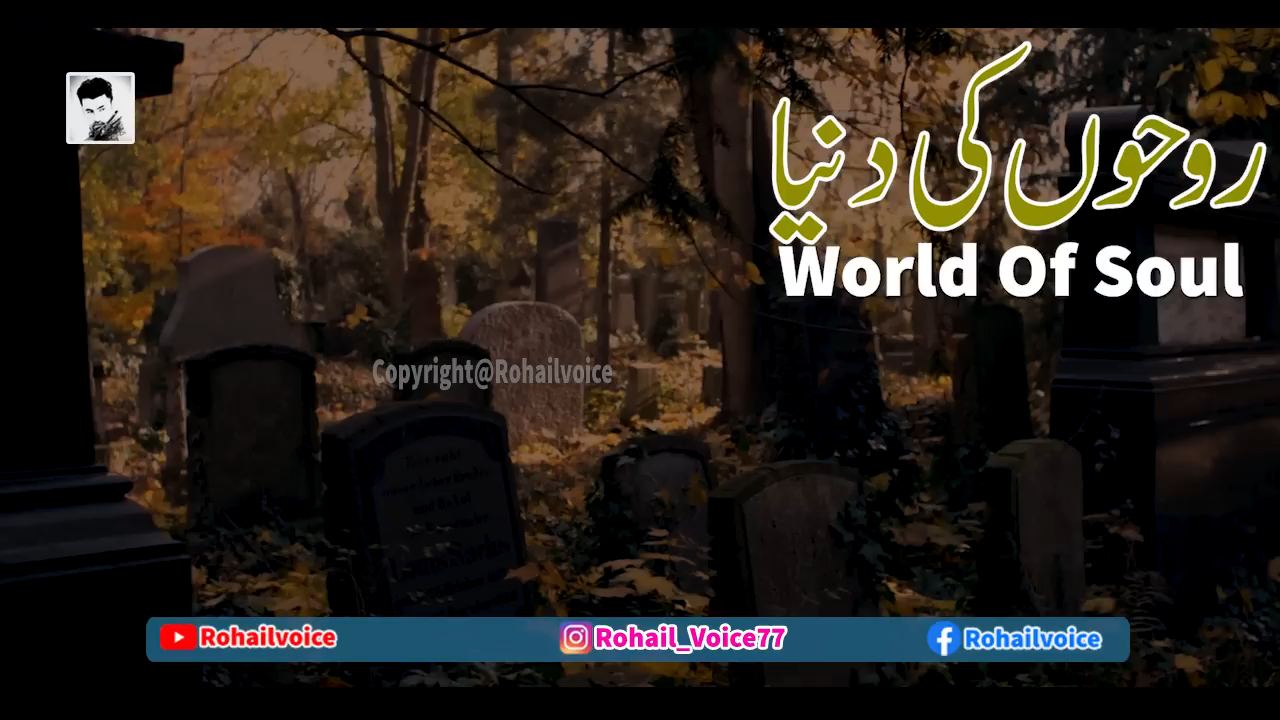 روحوں کی دنیا
World Of Soul
Copyright@Rohailvoice
Rohailvoice
Rohail_Voice77
Rohailvoice